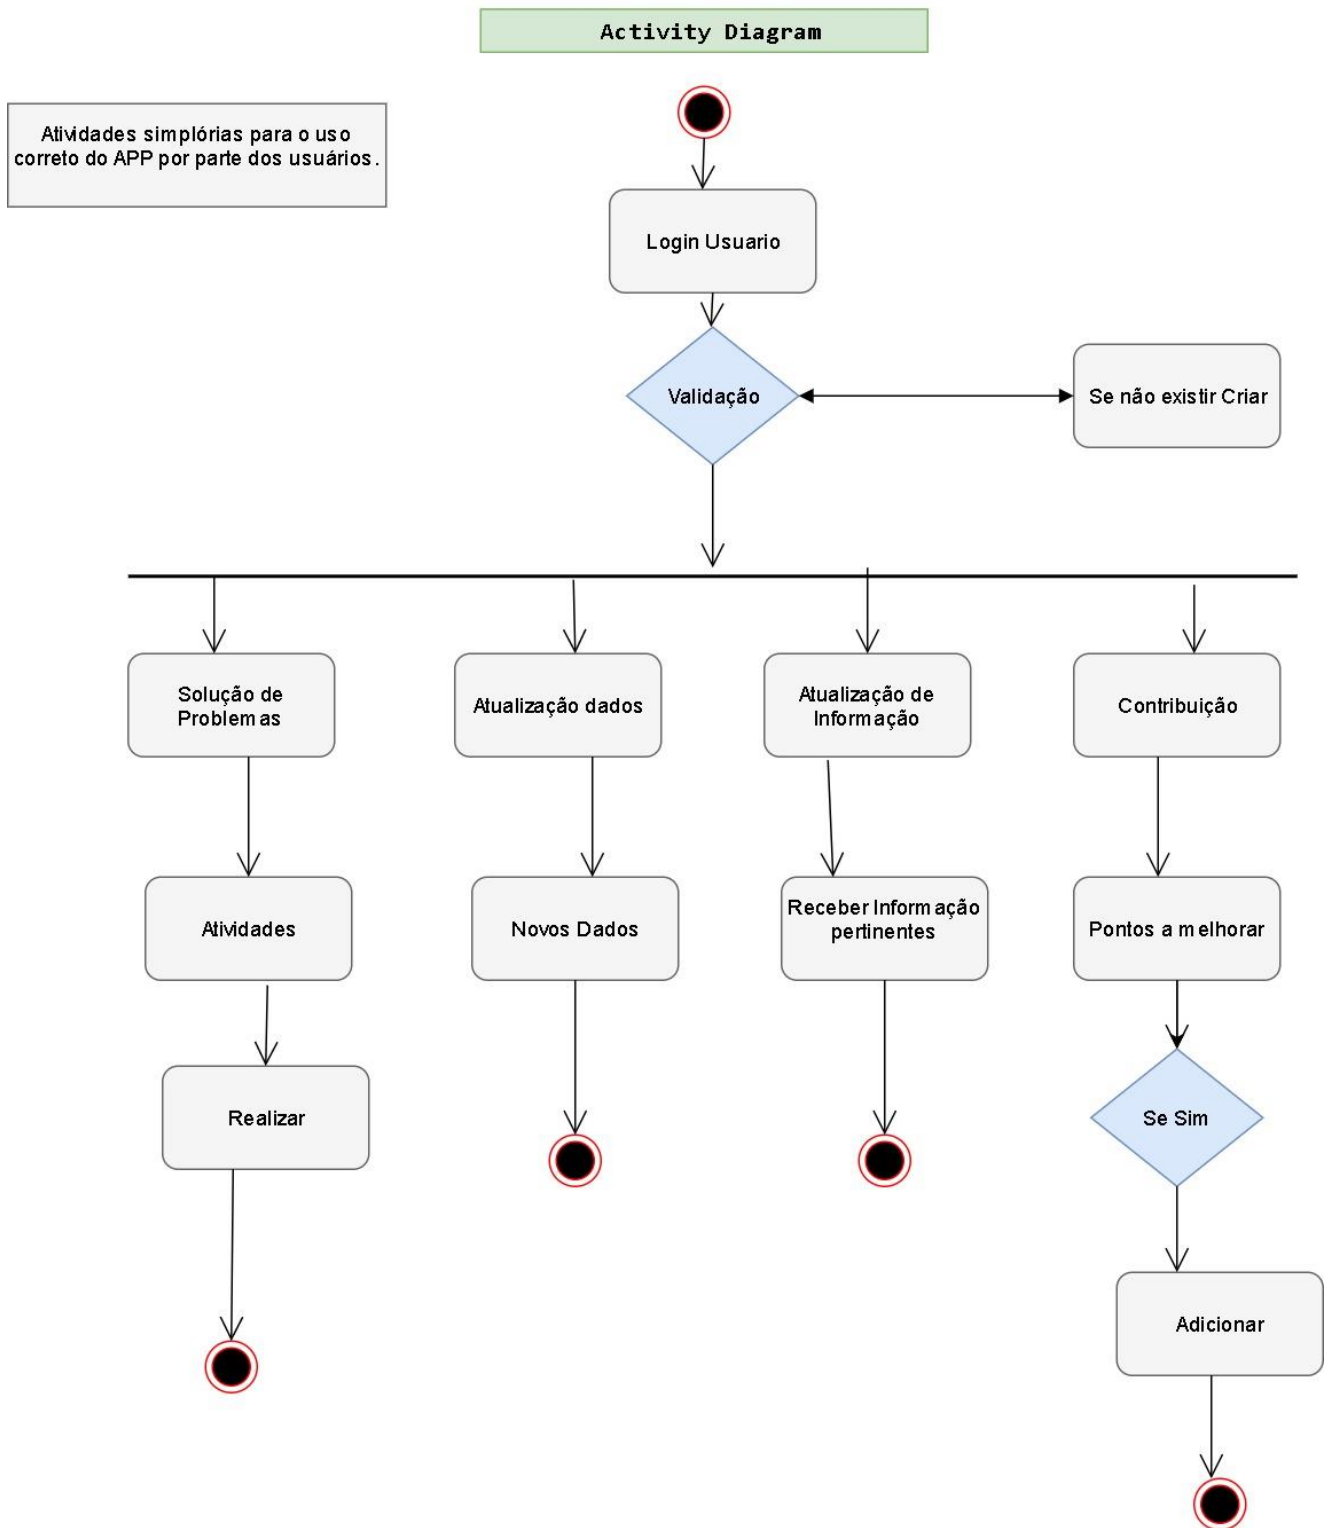 Activity Diagram
Atividades simplórias para o uso
correto do APP por parte dos usuários.
Login Usuario
Validação
Se não existir Criar
Solução de
Problemas
Atualização dados
Atualização de
Informação
Contribuição
Atividades
Novos Dados
Receber Informação
pertinentes
Pontos a melhorar
Realizar
Se Sim
Adicionar